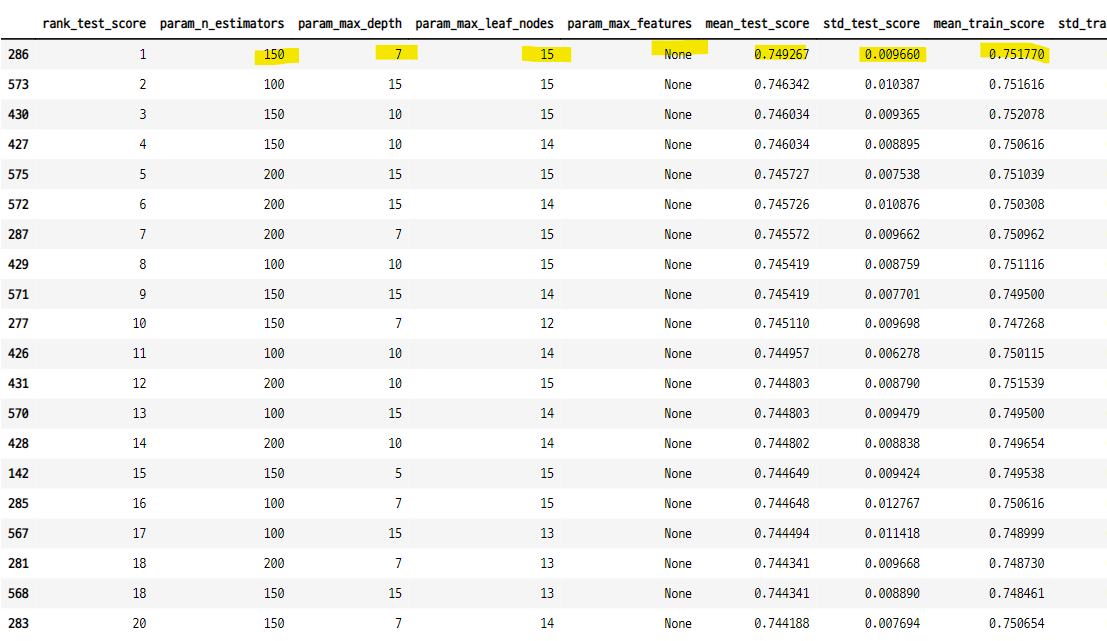 rank_test_score param_n_estimators param_max_depth param_max_leaf_nodes param_max_features mean_test_score std_test_score mean_train_score std_tra
286 1 150 7 15 None 0.749267 0.009660 0.751770
573 2 100 15 15 None 0.746342 0.010387 0.751616
430 3 150 10 15 None 0.746034 0.009365 0.752078
427 4 150 10 14 None 0.746034 0.008895 0.750616
575 5 200 15 15 None 0.745727 0.007538 0.751039
572 6 200 15 14 None 0.745726 0.010876 0.750308
287 7 200 7 15 None 0.745572 0.009662 0.750962
429 8 100 10 15 None 0.745419 0.008759 0.751116
571 9 150 15 14 None 0.745419 0.007701 0.749500
277 10 150 7 12 None 0.745110 0.009698 0.747268
426 11 100 10 14 None 0.744957 0.006278 0.750115
431 12 200 10 15 None 0.744803 0.008790 0.751539
570 13 100 15 14 None 0.744803 0.009479 0.749500
428 14 200 10 14 None 0.744802 0.008838 0.749654
142 15 150 5 15 None 0.744649 0.009424 0.749538
285 16 100 7 15 None 0.744648 0.012767 0.750616
567 17 100 15 13 None 0.744494 0.011418 0.748999
281 18 200 7 13 None 0.744341 0.009668 0.748730
568 18 150 15 13 None 0.744341 0.008890 0.748461
283 20 150 7 14 None 0.744188 0.007694 0.750654